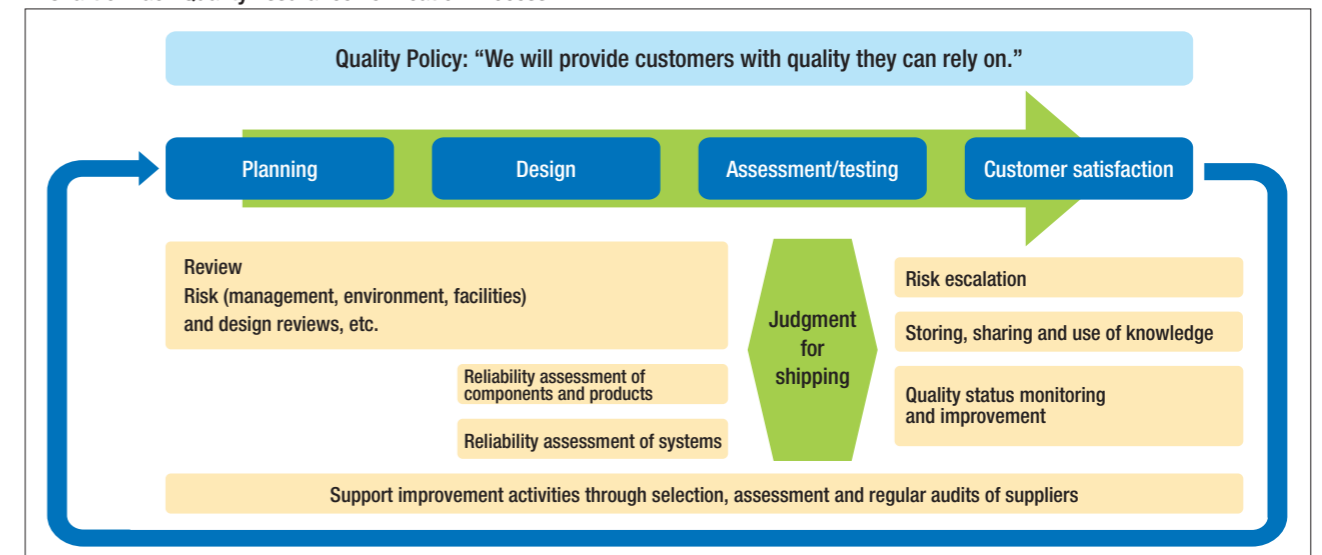 Quality Policy: “We will provide customers with quality they can rely on.”
Planning
Design
Assessment/testing
Customer satisfaction
Review
Risk (management, environment, facilities)
and design reviews, etc.
Reliability assessment of
components and products
Reliability assessment of systems
Judgment
for
shipping
Risk escalation
Storing, sharing and use of knowledge
Quality status monitoring
and improvement
Support improvement activities through selection, assessment and regular audits of suppliers